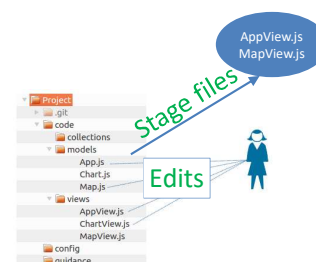 AppView.js
MapView.js
Stage files
Project
.git
code
collections
models
App.js
Chart.js
Map.js
Edits
views
AppView.js
ChartView.js
MapView.js
config
guidance